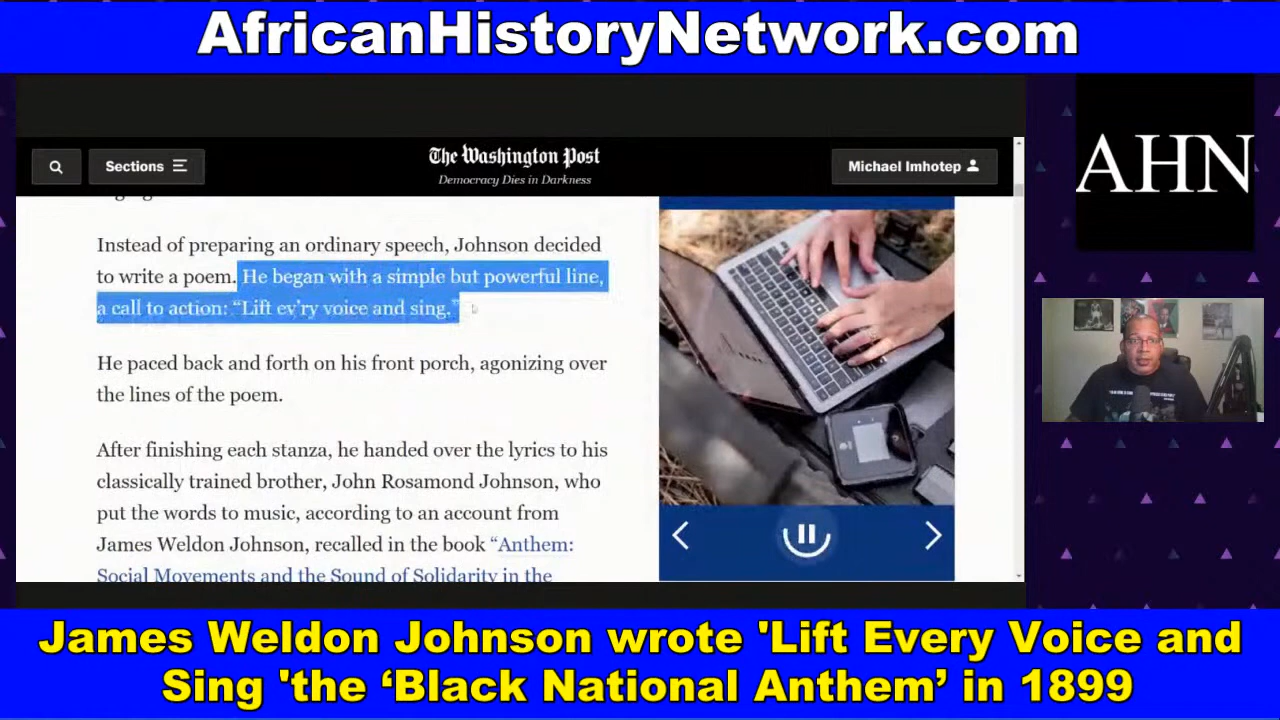 AfricanHistoryNetwork.com
Sections
The Washington Post
Democracy Dies in Darkness
Michael Imhotep
AHN
Instead of preparing an ordinary speech, Johnson decided
to write a poem. He began with a simple but powerful line,
a call to action: “Lift ev’ry voice and sing.”
He paced back and forth on his front porch, agonizing over
the lines of the poem.
After finishing each stanza, he handed over the lyrics to his
classically trained brother, John Rosamond Johnson, who
put the words to music, according to an account from
James Weldon Johnson, recalled in the book “Anthem:
Social Movements and the Sound of Solidarity in the
James Weldon Johnson wrote 'Lift Every Voice and
Sing 'the ‘Black National Anthem’ in 1899